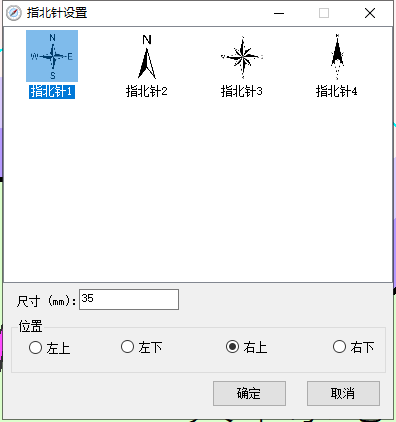 指北针设置
N
W E
S
N
指北针1 指北针2 指北针3 指北针4
尺寸 (mm): 35
位置
左上 左下 右上 右下
确定 取消